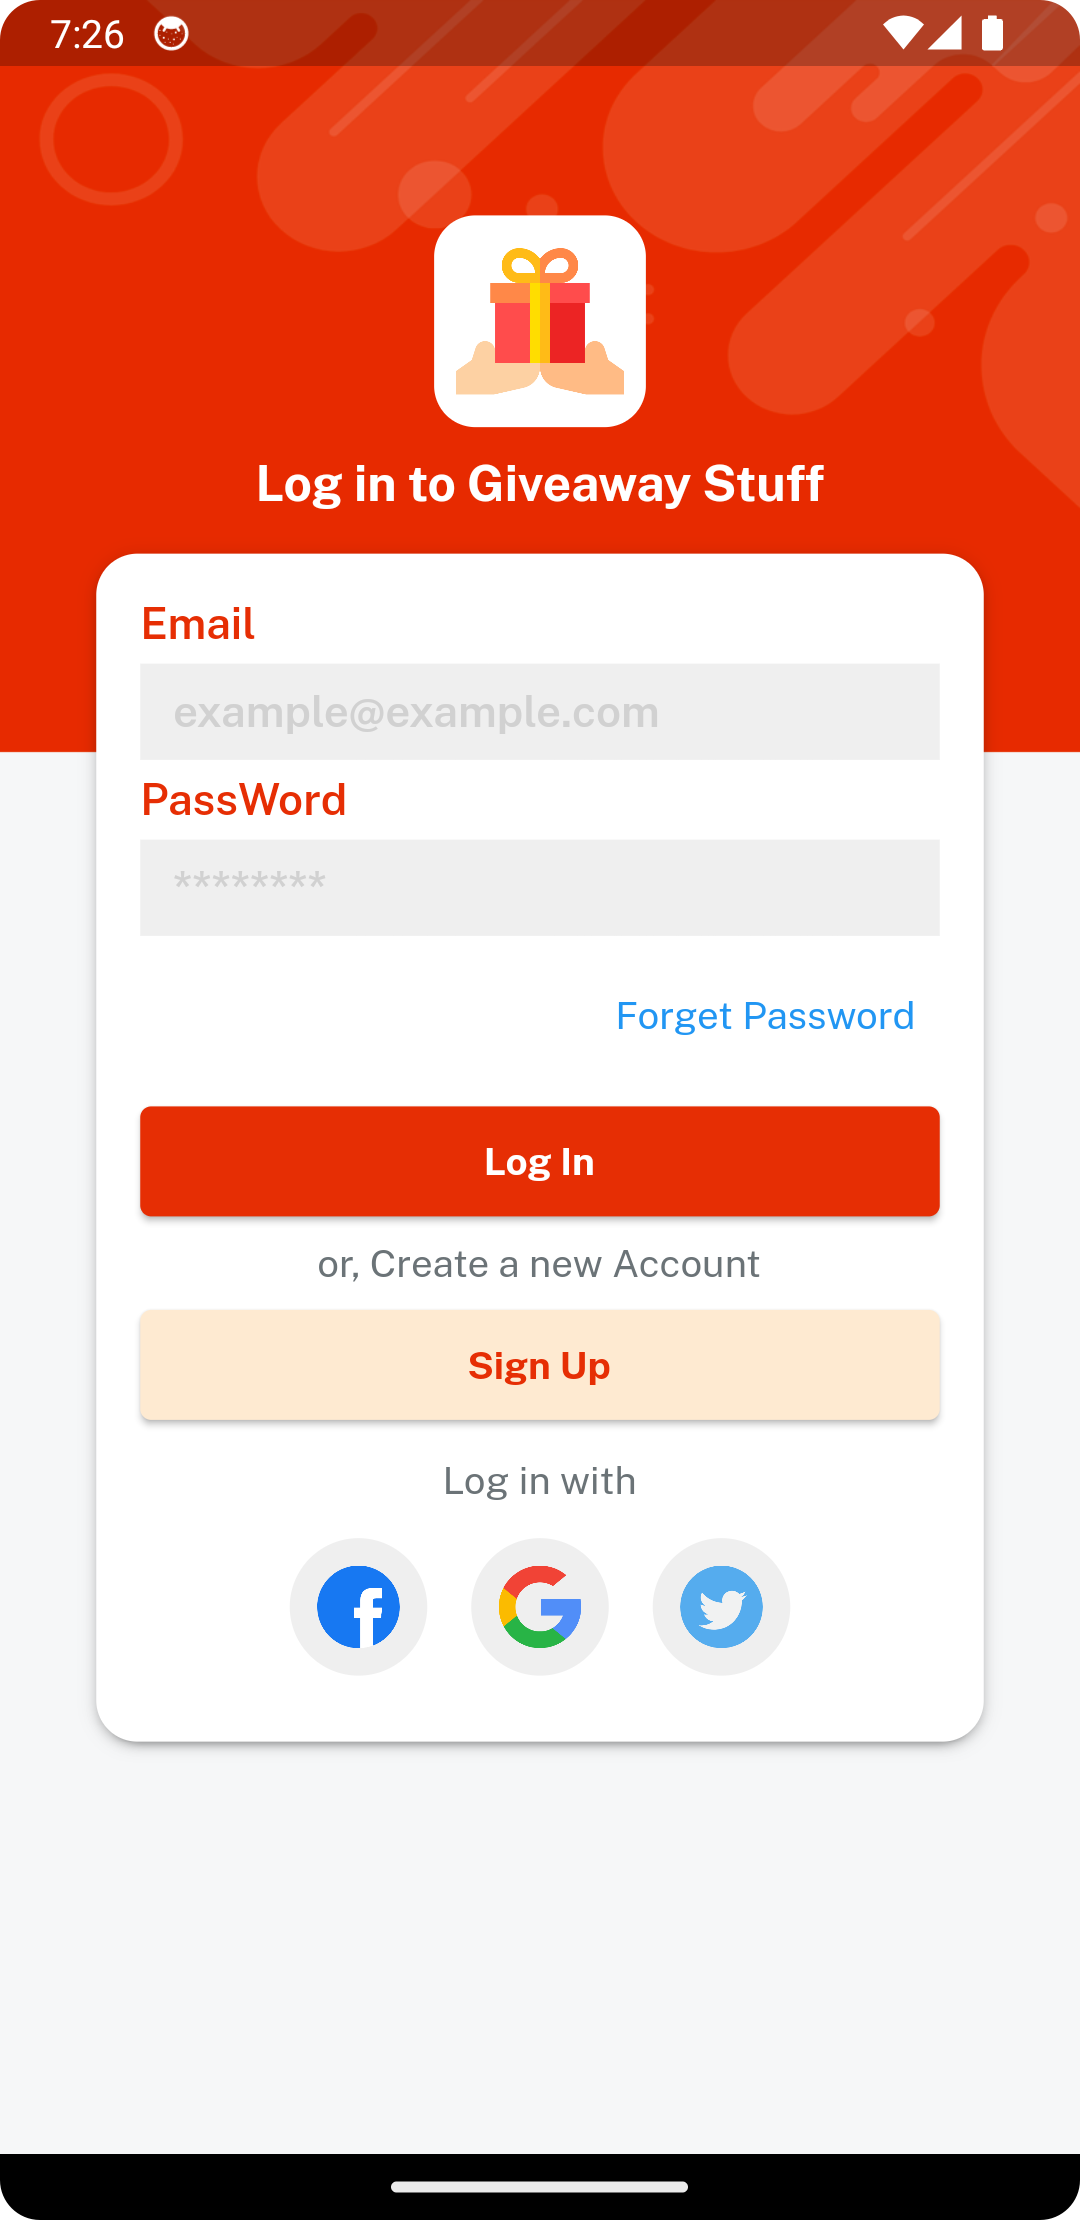 7:26
Log in to Giveaway Stuff
Email
example@example.com
PassWord
********
Forget Password
Log In
or, Create a new Account
Sign Up
Log in with